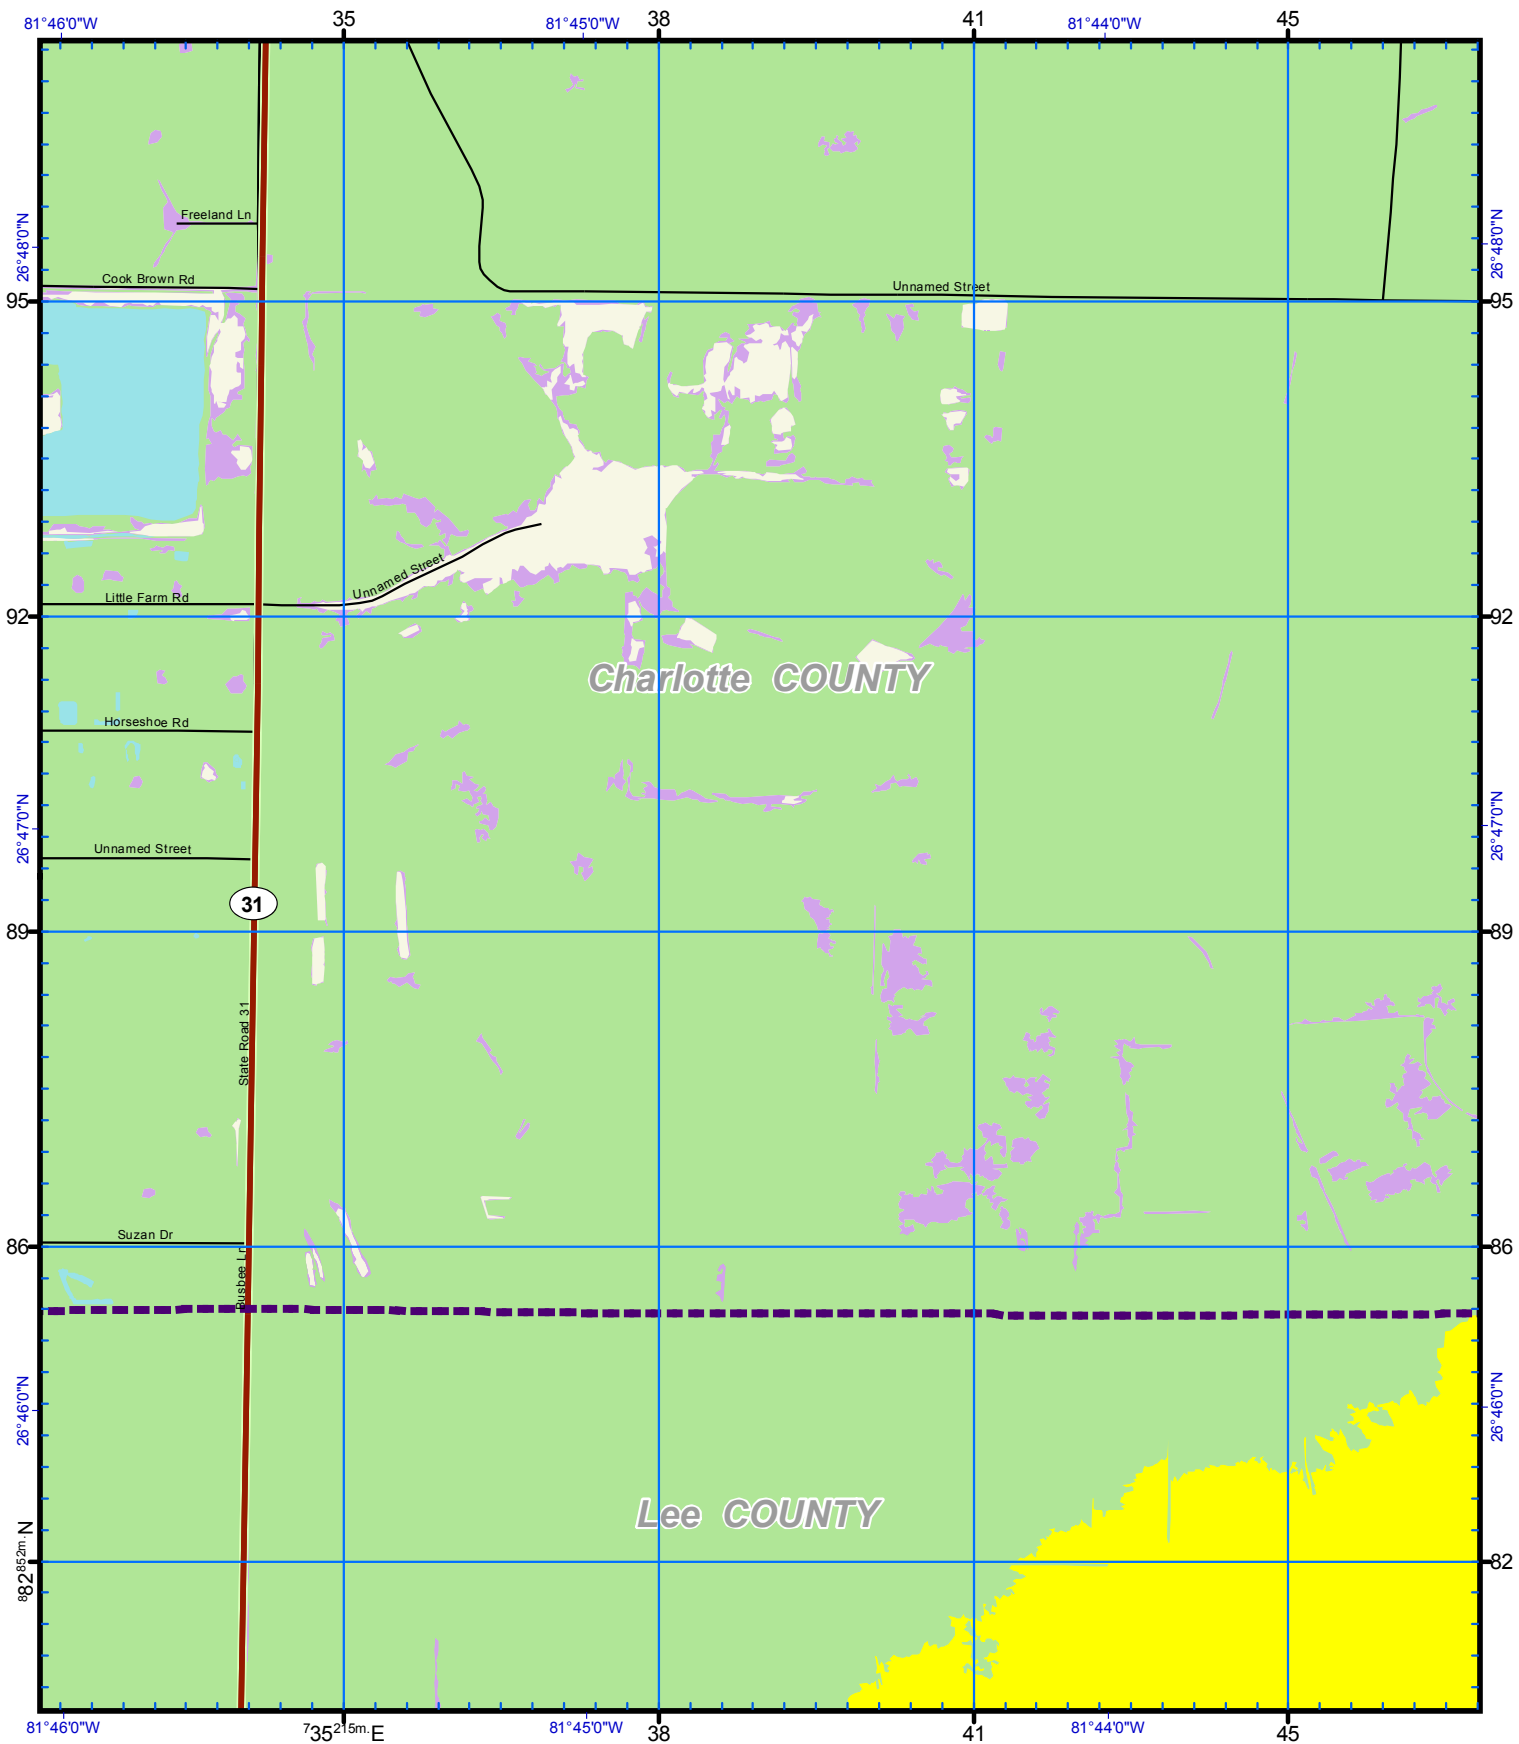 81°46'0"W 35 81°45'0"W 38 41 81°44'0"W 45
Freeland Ln
26°48'0"N
26°48'0"N
Cook Brown Rd
Unnamed Street
95
95
Unnamed Street
Little Farm Rd
92
92
Charlotte COUNTY
Horseshoe Rd
26°47'0"N
26°47'0"N
Unnamed Street
31
89
89
State Road 31
Suzan Dr
86
86
Busbee Ln
26°46'0"N
26°46'0"N
Lee COUNTY
882852m.N
82
81°46'0"W 735215m.E 81°45'0"W 38 41 81°44'0"W 45